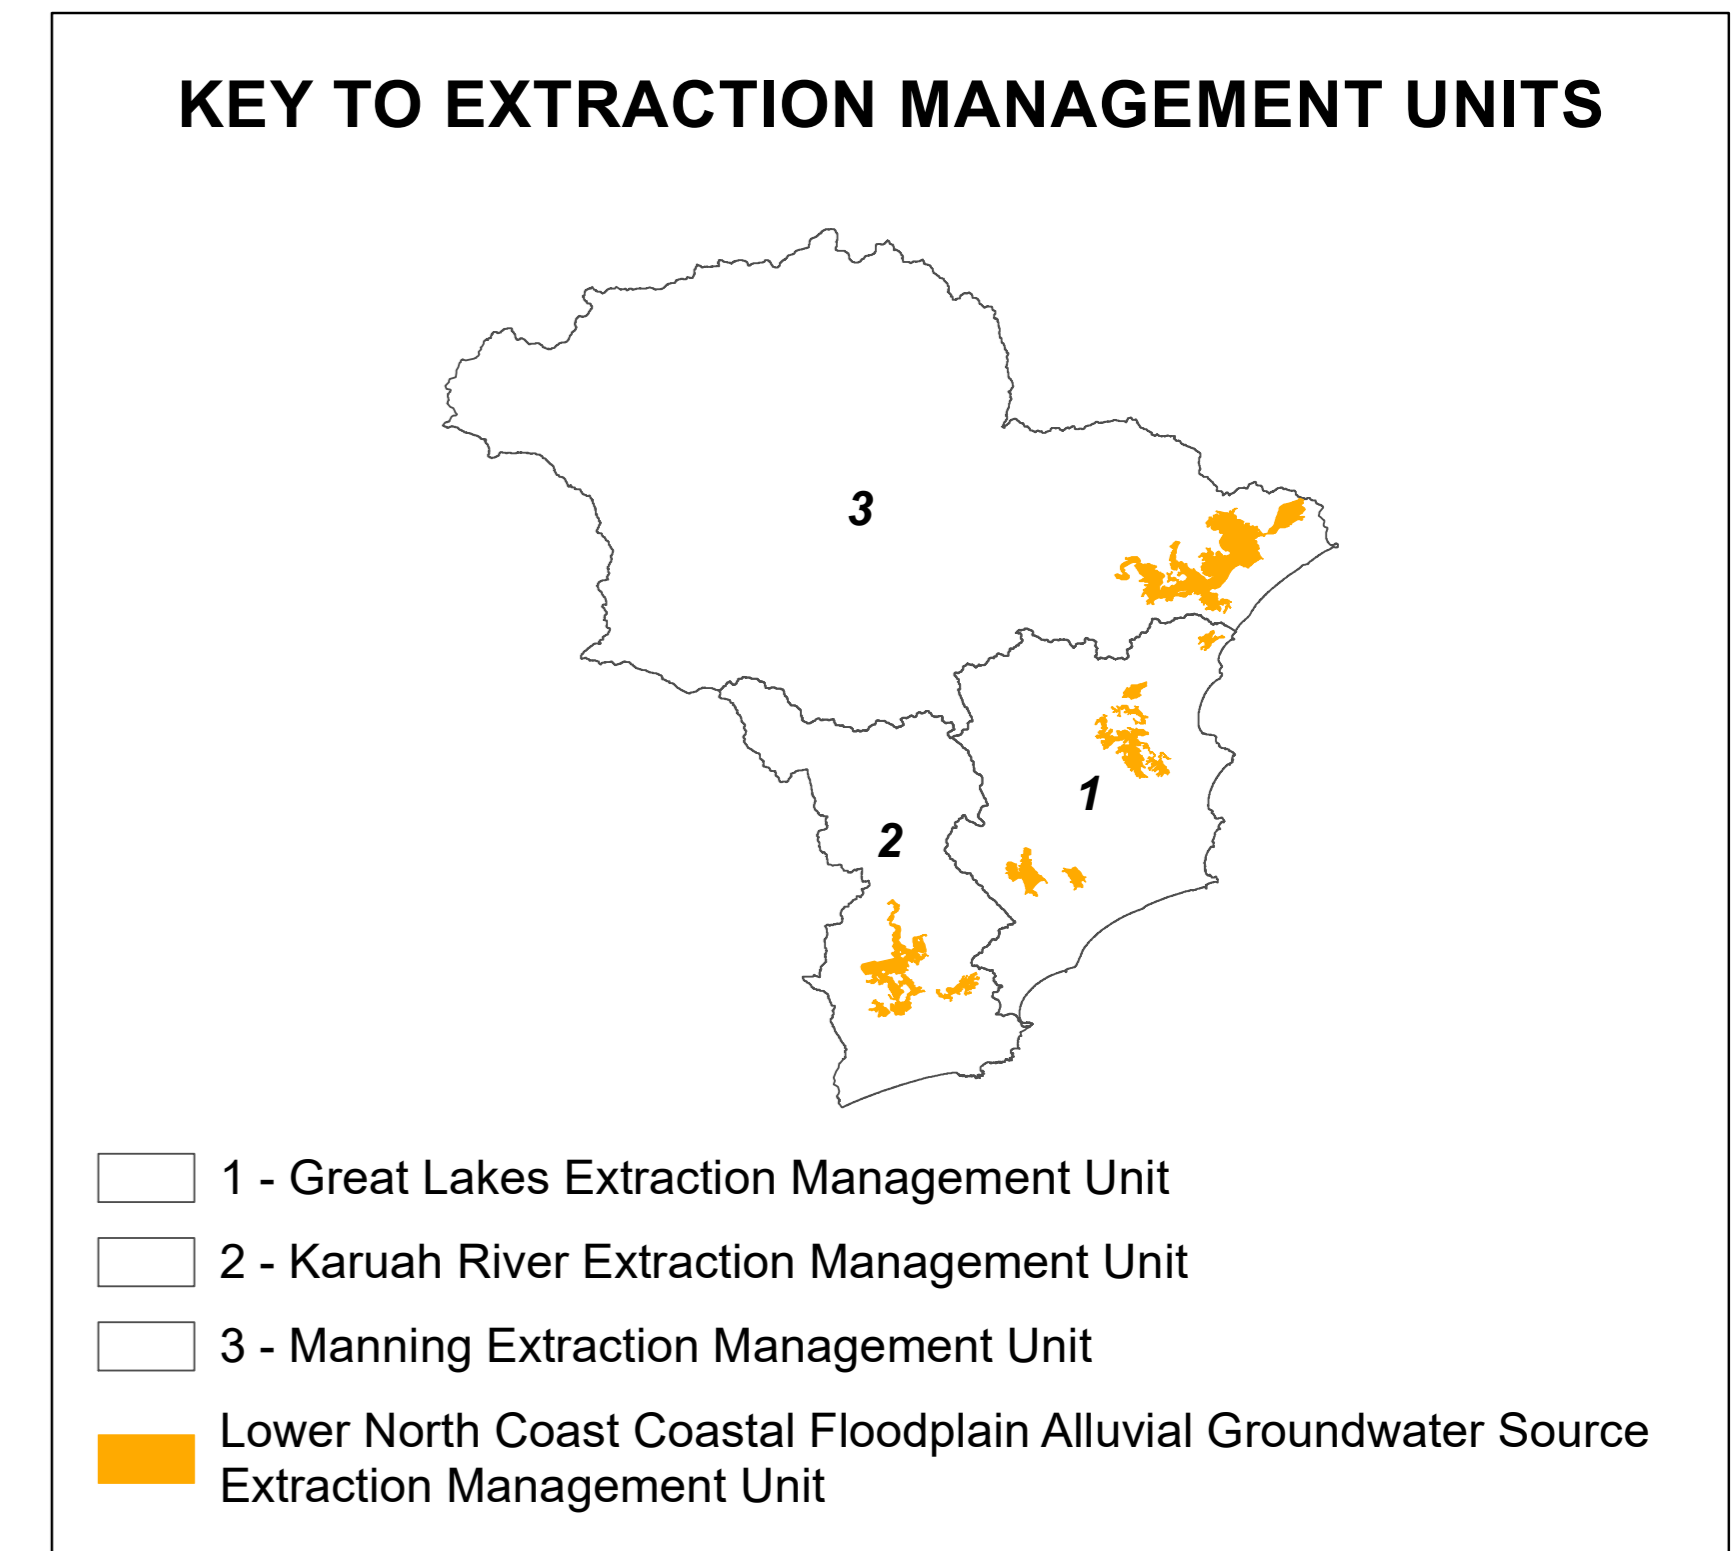 KEY TO EXTRACTION MANAGEMENT UNITS
3
1
2
1 - Great Lakes Extraction Management Unit
2 - Karuah River Extraction Management Unit
3 - Manning Extraction Management Unit
Lower North Coast Coastal Floodplain Alluvial Groundwater Source
Extraction Management Unit